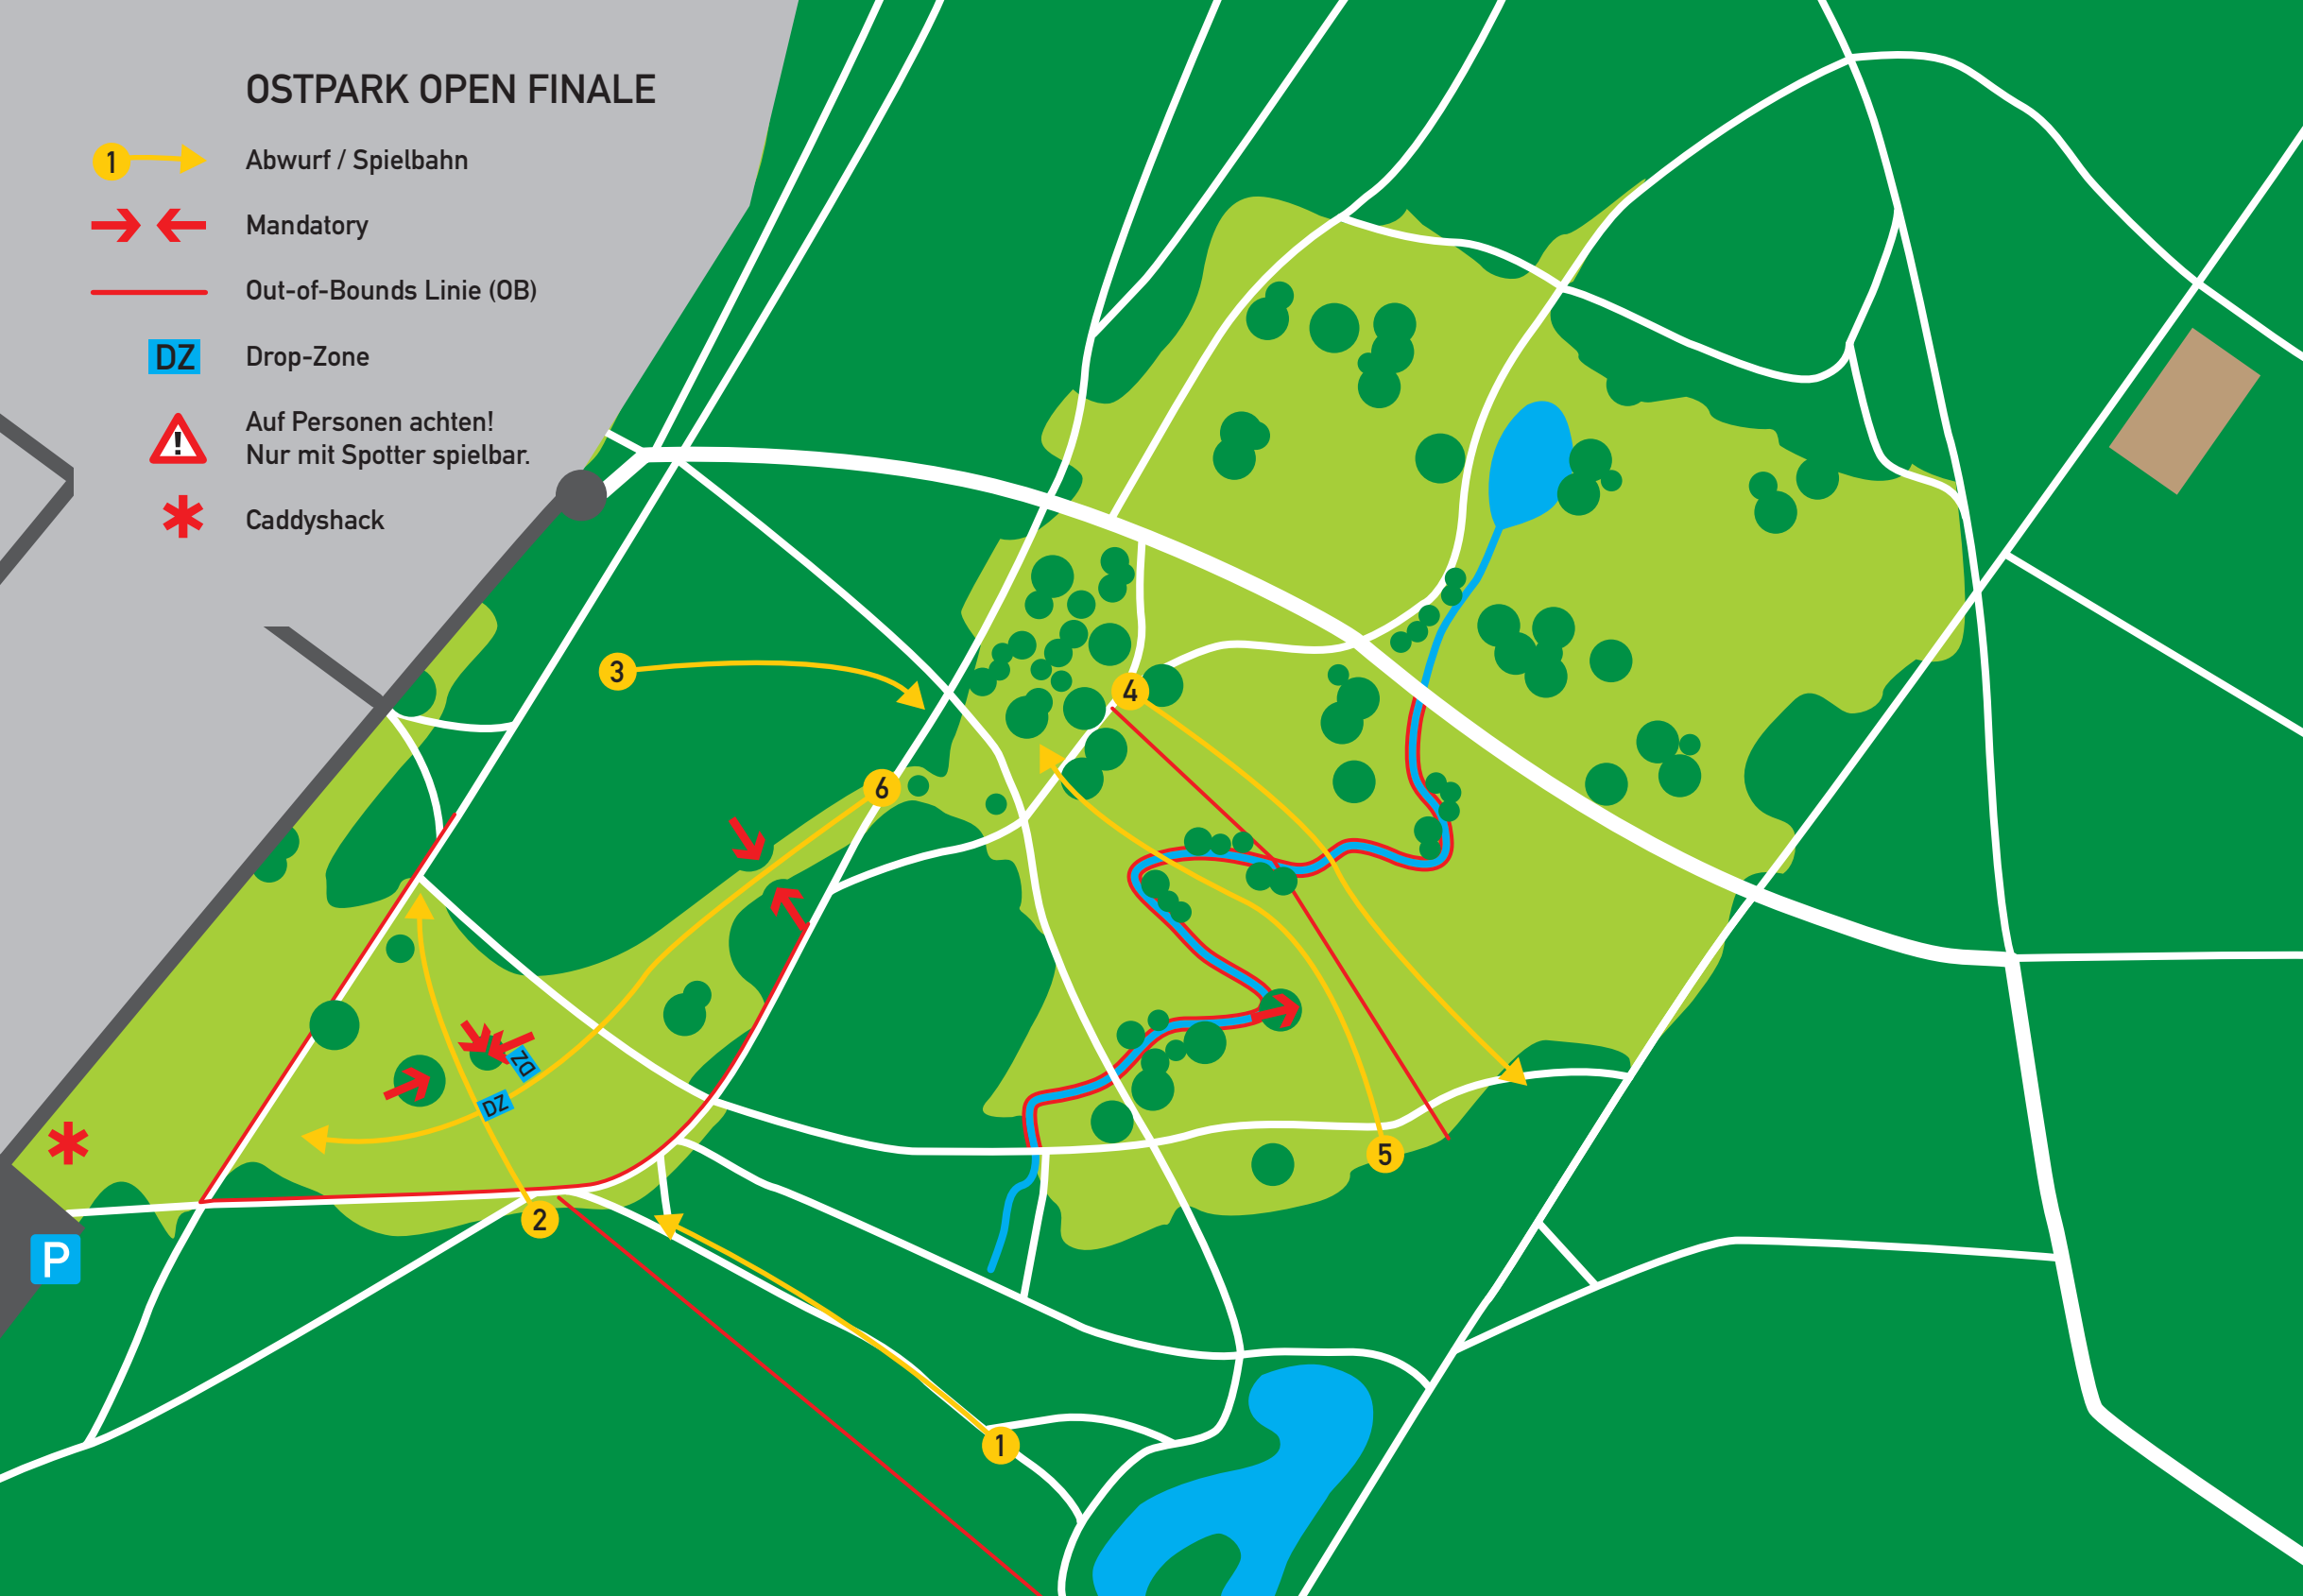 OSTPARK OPEN FINALE
1 Abwurf / Spielbahn
Mandatory
Out-of-Bounds Linie (OB)
DZ Drop-Zone
! Auf Personen achten!
Nur mit Spotter spielbar.
* Caddyshack
3
4
6
DZ
DZ
*
5
2
P
1